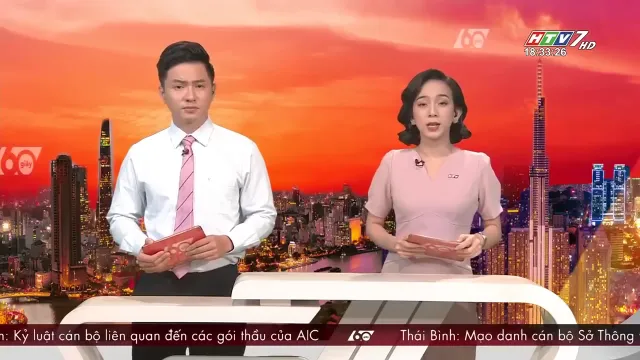 HTV7 HD
18:33:26
60
60 giây
n: Kỷ luật cán bộ liên quan đến các gói thầu của AIC 60 Thái Bình: Mạo danh cán bộ Sở Thông